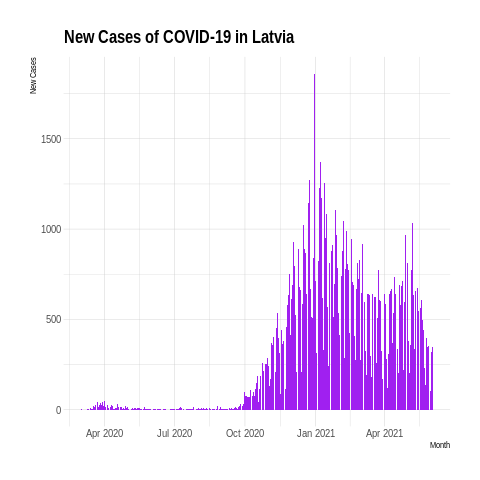 New Cases of COVID-19 in Latvia
New Cases
1500
1000
500
0
Apr 2020 Jul 2020 Oct 2020 Jan 2021 Apr 2021
Month